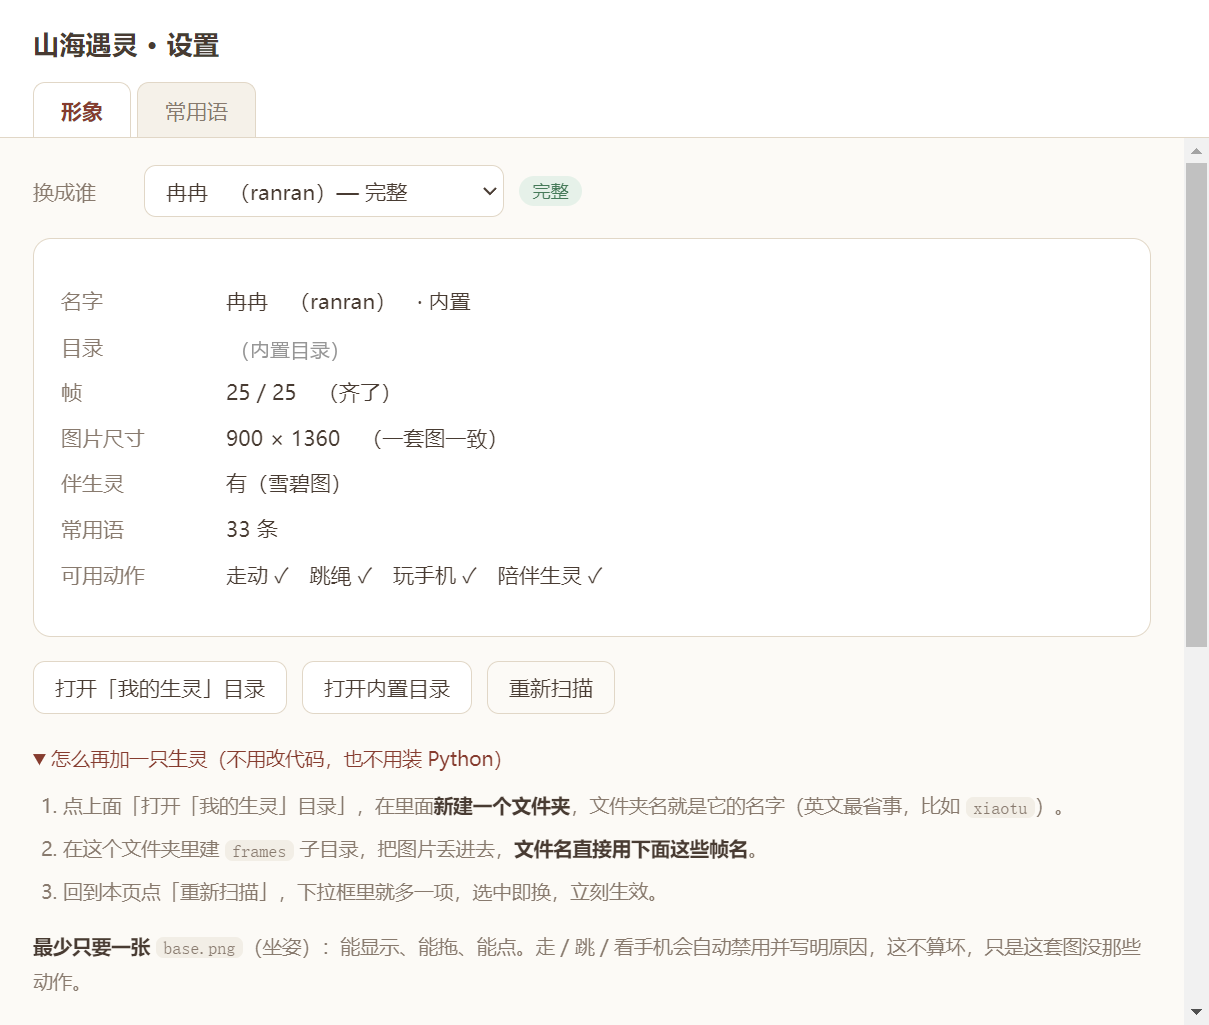 山海遇灵 · 设置
形象 常用语
换成谁 冉冉 （ranran）— 完整 完整
名字 冉冉 （ranran） · 内置
目录 （内置目录）
帧 25 / 25 （齐了）
图片尺寸 900 × 1360 （一套图一致）
伴生灵 有（雪碧图）
常用语 33 条
可用动作 走动 ✓ 跳绳 ✓ 玩手机 ✓ 陪伴生灵 ✓
打开「我的生灵」目录 打开内置目录 重新扫描
▼ 怎么再加一只生灵（不用改代码，也不用装 Python）
1. 点上面「打开「我的生灵」目录」，在里面新建一个文件夹，文件夹名就是它的名字（英文最省事，比如 xiaotu）。
2. 在这个文件夹里建 frames 子目录，把图片丢进去，文件名直接用下面这些帧名。
3. 回到本页点「重新扫描」，下拉框里就多一项，选中即换，立刻生效。
最少只要一张 base.png（坐姿）：能显示、能拖、能点。走 / 跳 / 看手机会自动禁用并写明原因，这不算坏，只是这套图没那些
动作。